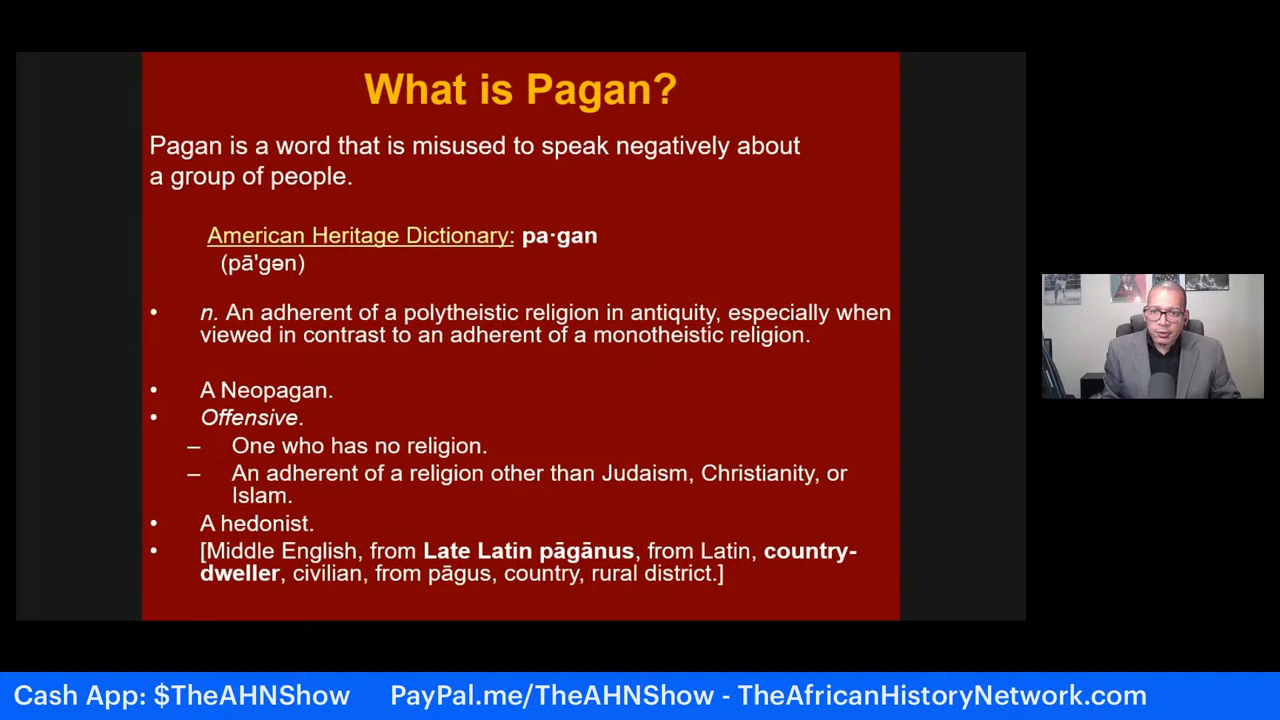 What is Pagan?
Pagan is a word that is misused to speak negatively about
a group of people.
American Heritage Dictionary: pa·gan
(pā'gən)
• n. An adherent of a polytheistic religion in antiquity, especially when
viewed in contrast to an adherent of a monotheistic religion.
• A Neopagan.
• Offensive.
– One who has no religion.
– An adherent of a religion other than Judaism, Christianity, or
Islam.
• A hedonist.
• [Middle English, from Late Latin pāgānus, from Latin, country-
dweller, civilian, from pāgus, country, rural district.]
Cash App: $TheAHNShow PayPal.me/TheAHNShow - TheAfricanHistoryNetwork.com